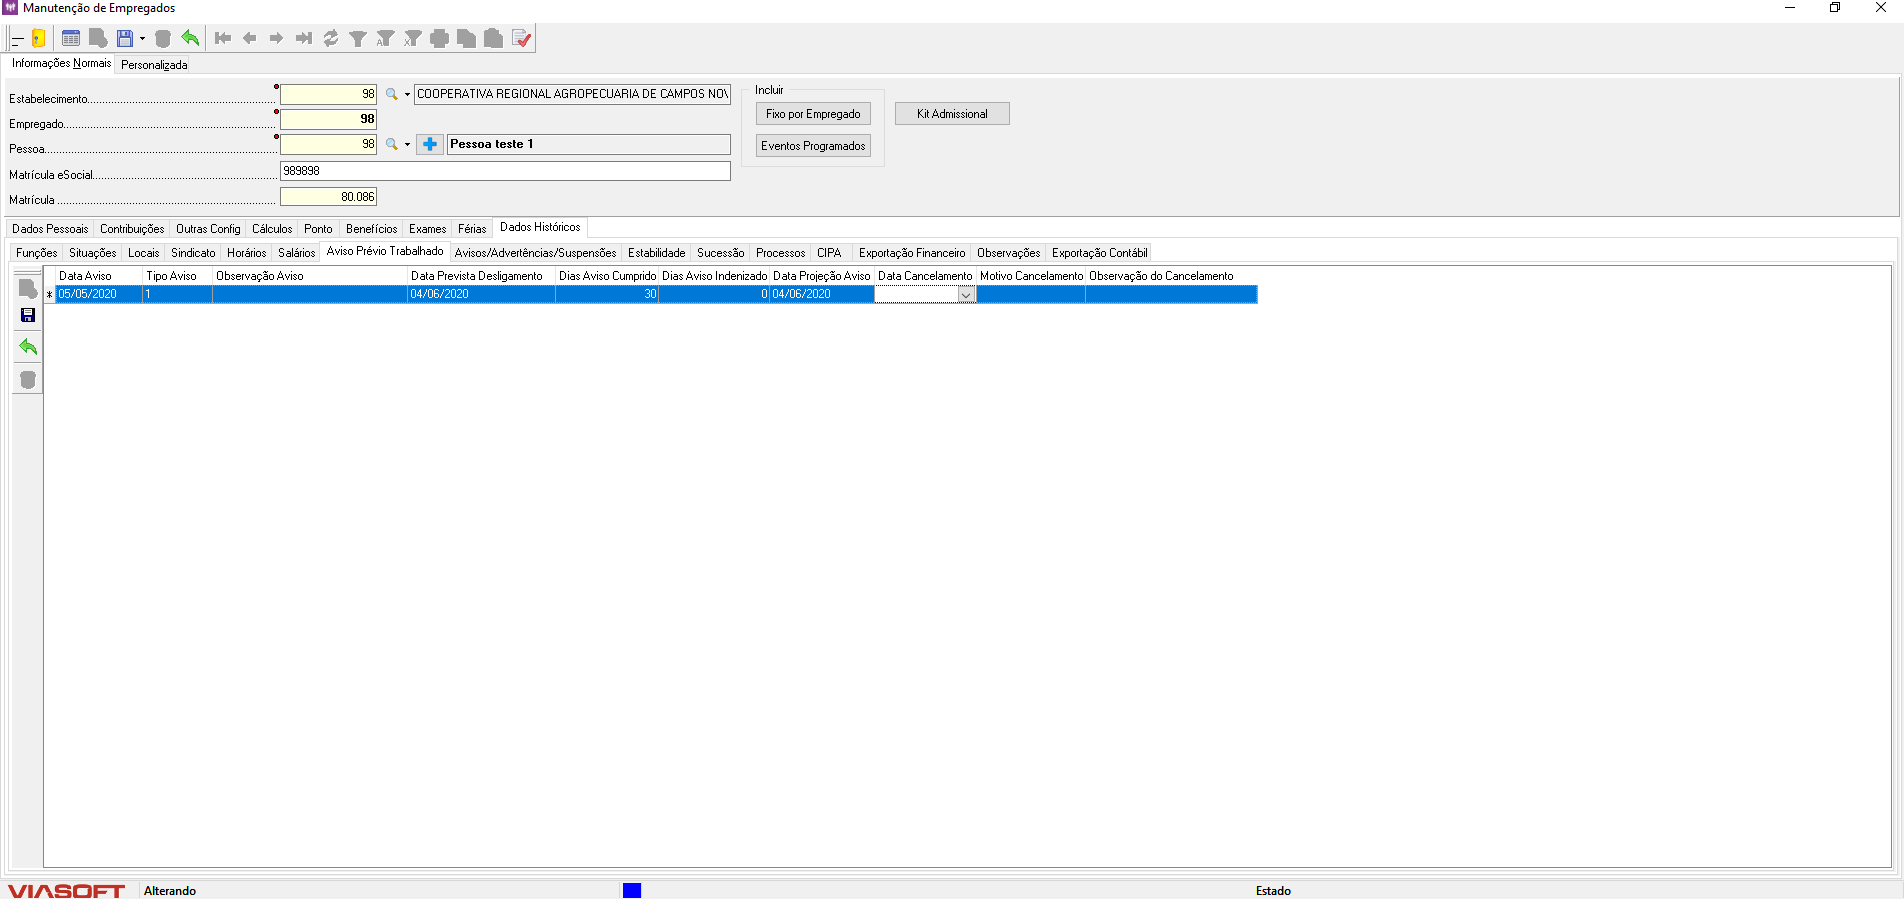 Manutenção de Empregados
Informações Normais Personalizada
Estabelecimento 98 COOPERATIVA REGIONAL AGROPECUARIA DE CAMPOS NOV
Empregado 98
Pessoa 98 Pessoa teste 1
Matrícula eSocial 989898
Matrícula 80.086
Incluir
Fixo por Empregado
Eventos Programados
Kit Admissional
Dados Pessoais Contribuições Outras Config Cálculos Ponto Benefícios Exames Férias Dados Históricos
Funções Situações Locais Sindicato Horários Salários Aviso Prévio Trabalhado Avisos/Advertências/Suspensões Estabilidade Sucessão Processos CIPA Exportação Financeiro Observações Exportação Contábil
Data Aviso Tipo Aviso Observação Aviso Data Prevista Desligamento Dias Aviso Cumprido Dias Aviso Indenizado Data Projeção Aviso Data Cancelamento Motivo Cancelamento Observação do Cancelamento
* 05/05/2020 1 04/06/2020 30 0 04/06/2020
VIASOFT Alterando Estado